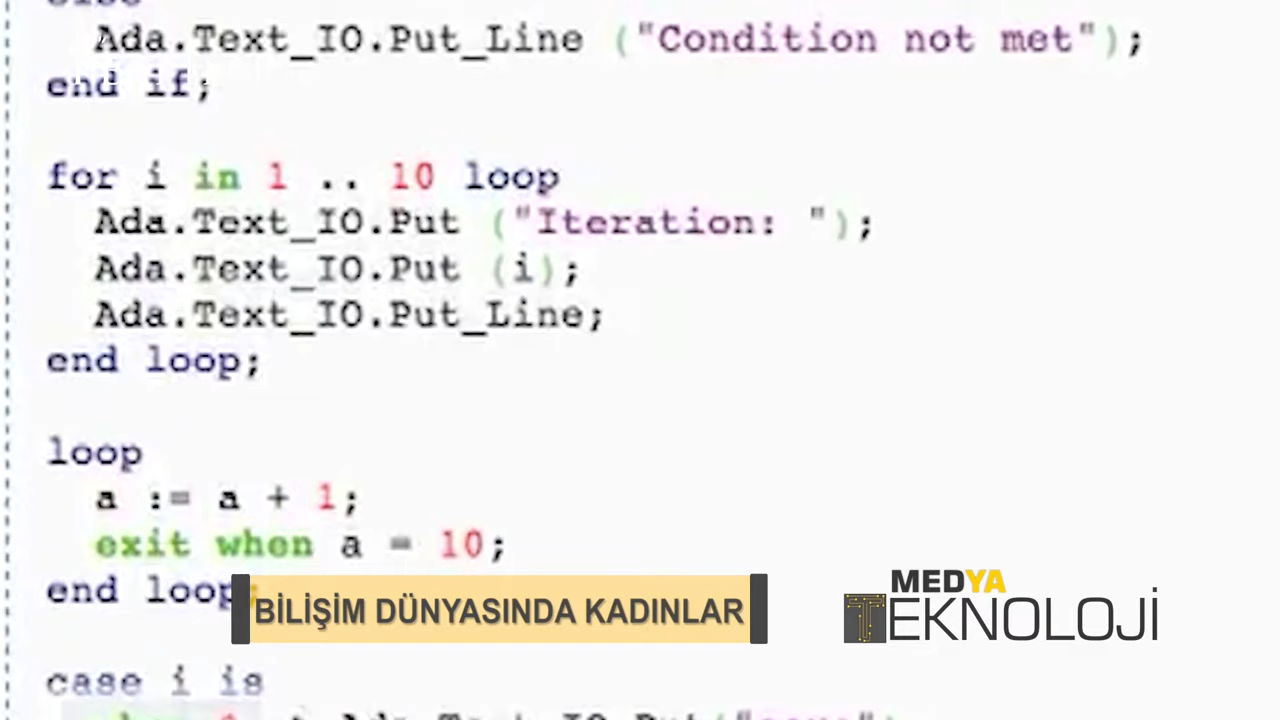 else
Ada.Text_IO.Put_Line ("Condition not met");
end if;
for i in 1 .. 10 loop
Ada.Text_IO.Put ("Iteration: ");
Ada.Text_IO.Put (i);
Ada.Text_IO.Put_Line;
end loop;
loop
a := a + 1;
exit when a = 10;
end loop;
BİLİŞİM DÜNYASINDA KADINLAR
MEDYA
TEKNOLOJİ
case i is